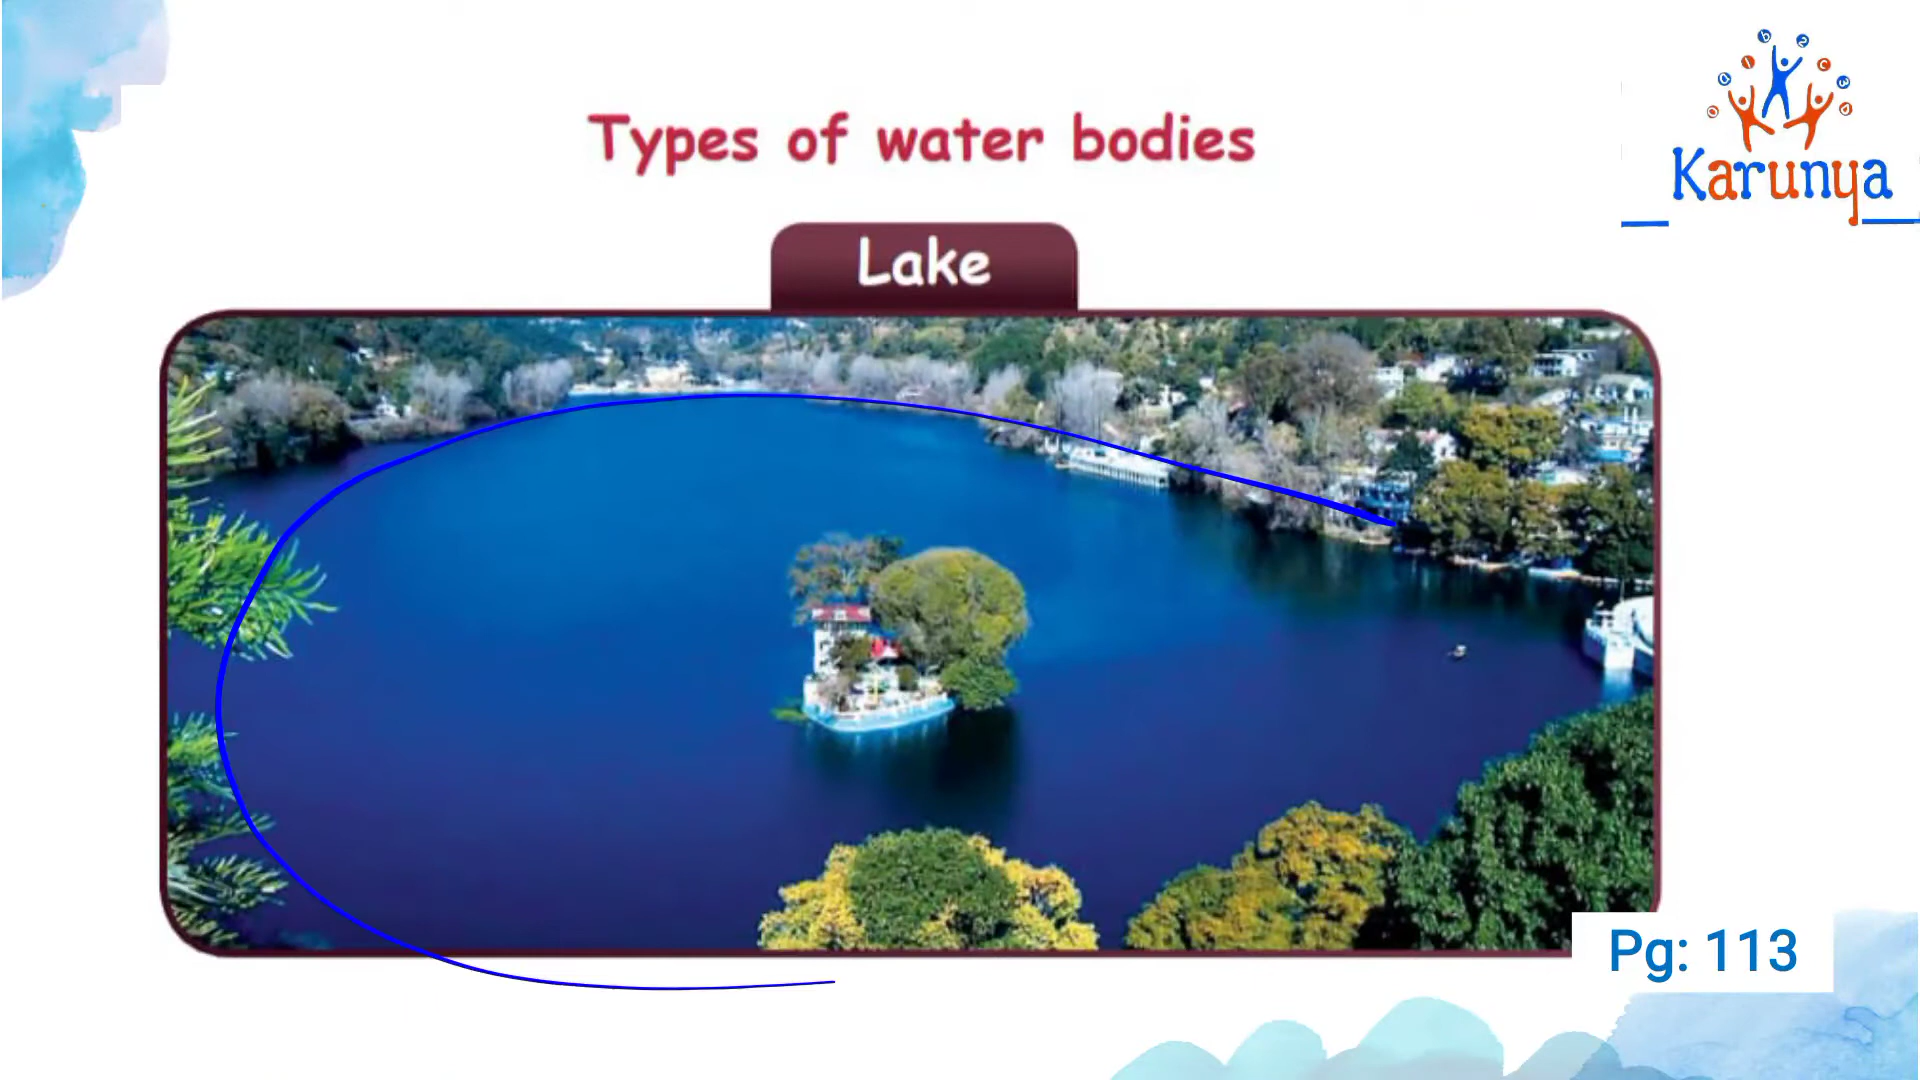 Types of water bodies
Karunya
Lake
Pg: 113